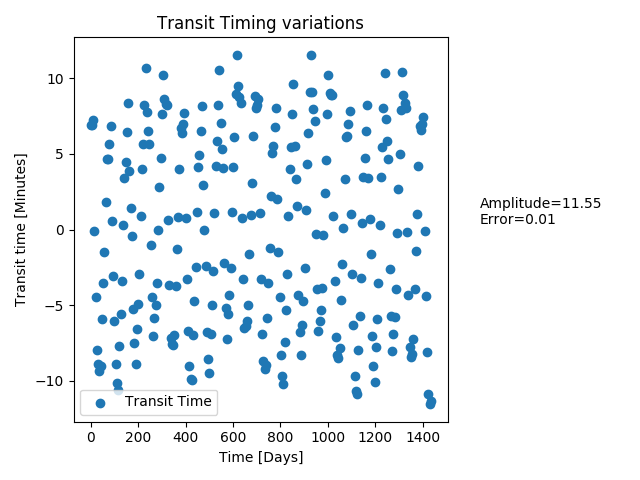 Transit Timing variations
Transit time [Minutes]
10
5
0
−5
−10
Amplitude=11.55
Error=0.01
Transit Time
0
200
400
600
800
1000
1200
1400
Time [Days]